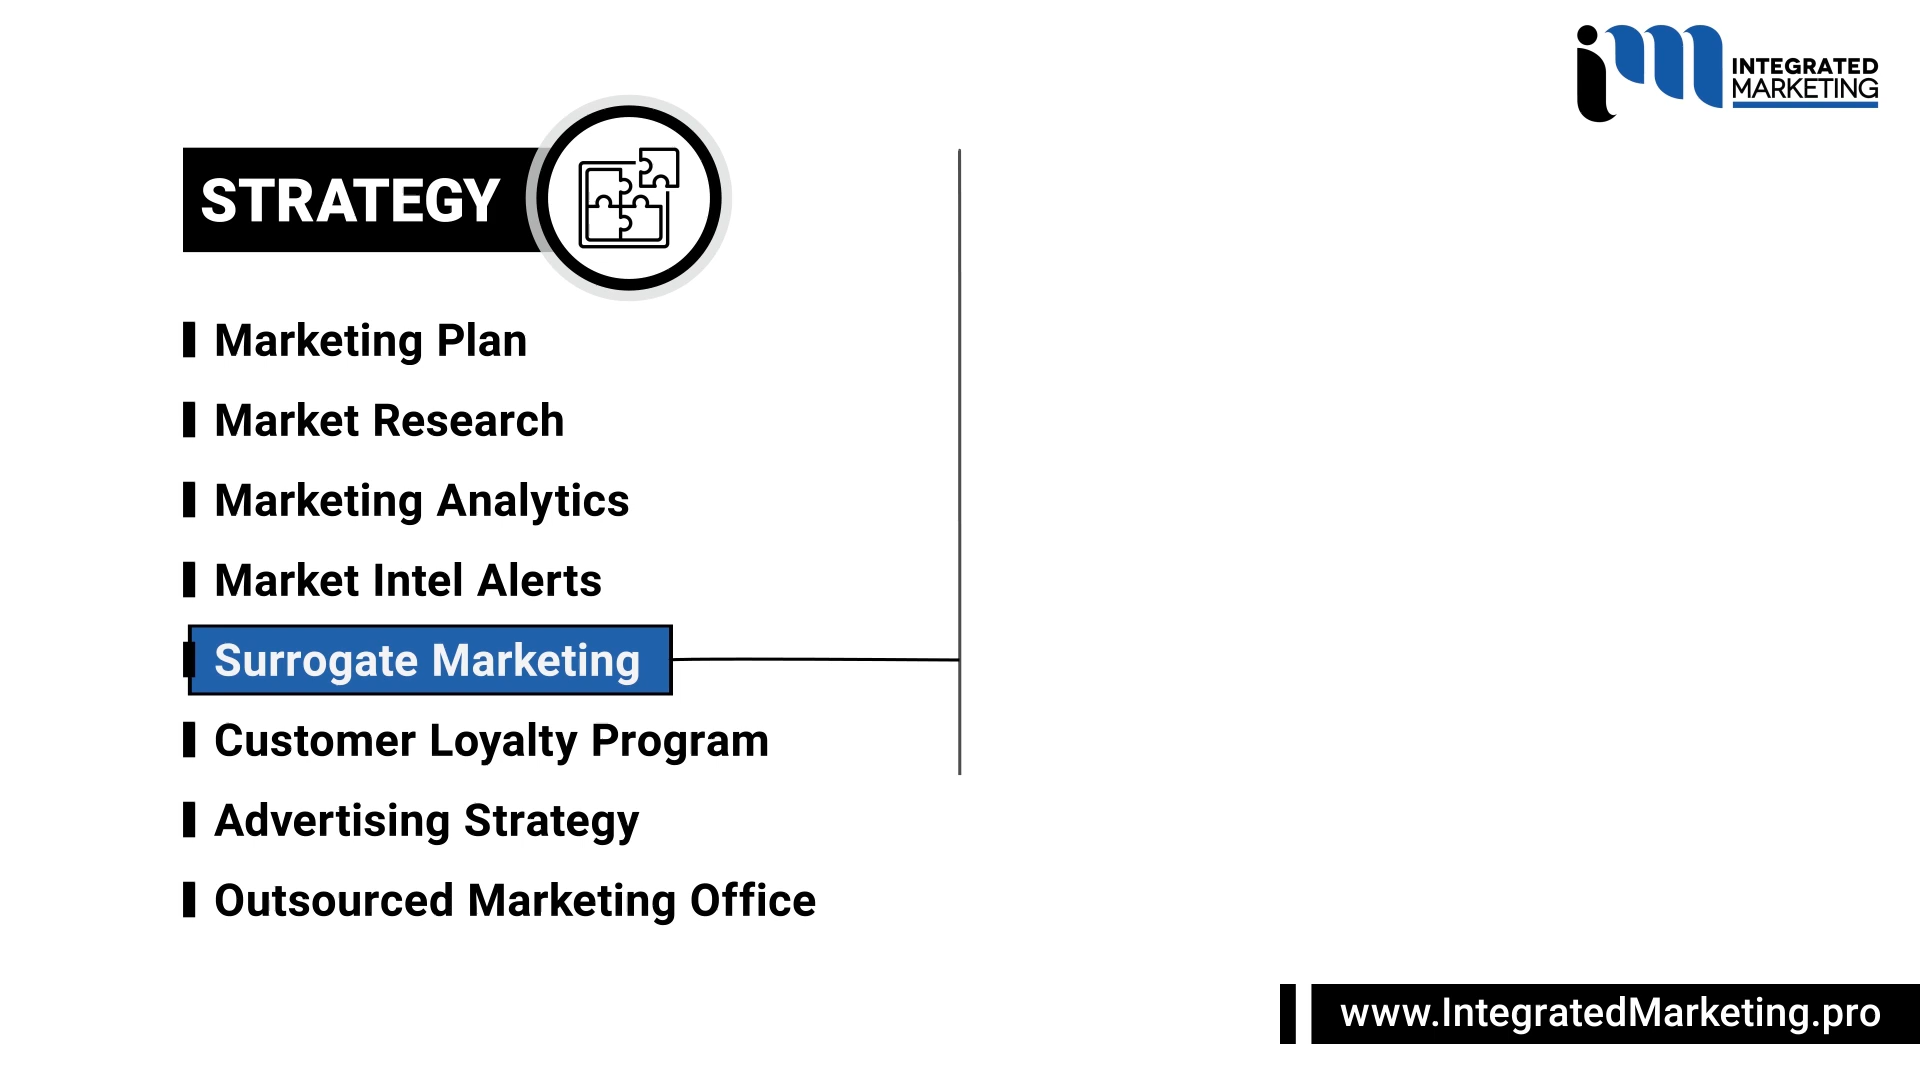 INTEGRATED
MARKETING
STRATEGY
Marketing Plan
Market Research
Marketing Analytics
Market Intel Alerts
Surrogate Marketing
Customer Loyalty Program
Advertising Strategy
Outsourced Marketing Office
www.IntegratedMarketing.pro